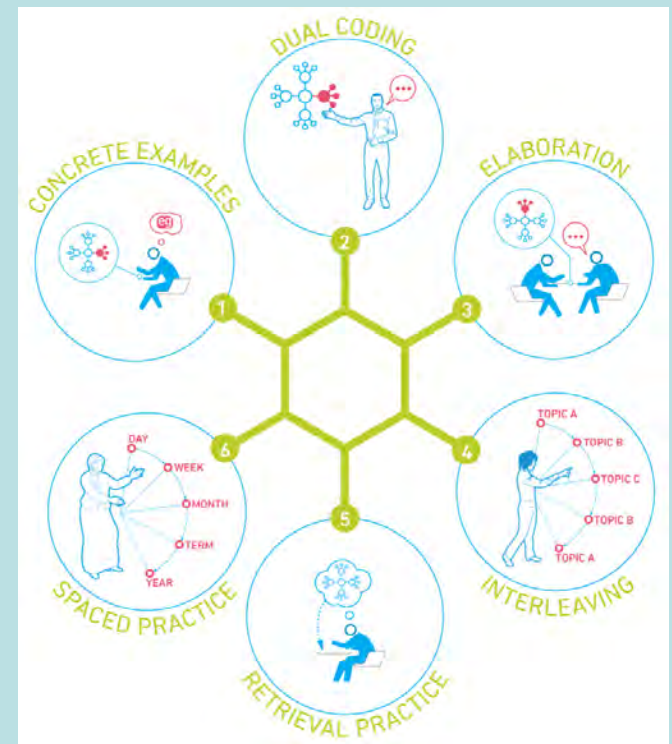 DUAL CODING
...
2
CONCRETE EXAMPLES
eg
1
ELABORATION
...
3
SPACED PRACTICE
DAY
WEEK
MONTH
TERM
YEAR
6
INTERLEAVING
TOPIC A
TOPIC B
TOPIC C
TOPIC B
TOPIC A
4
RETRIEVAL PRACTICE
5